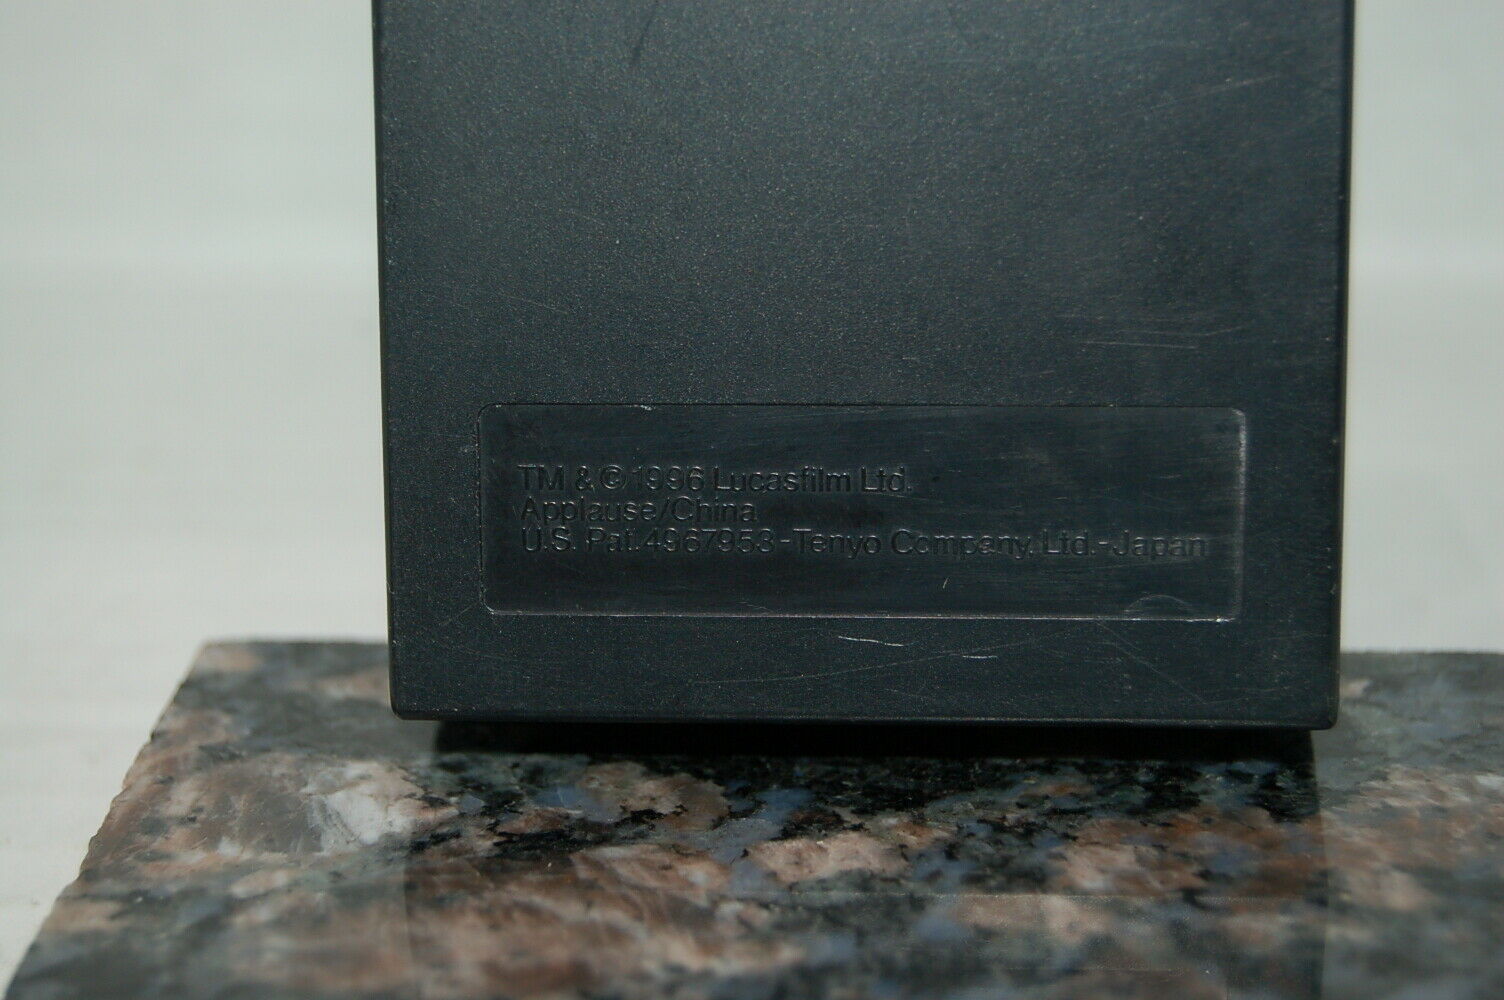 TM & © 1996 Lucasfilm Ltd.
Applause/China
U.S. Pat. 4967953 - Tenyo Company, Ltd. - Japan